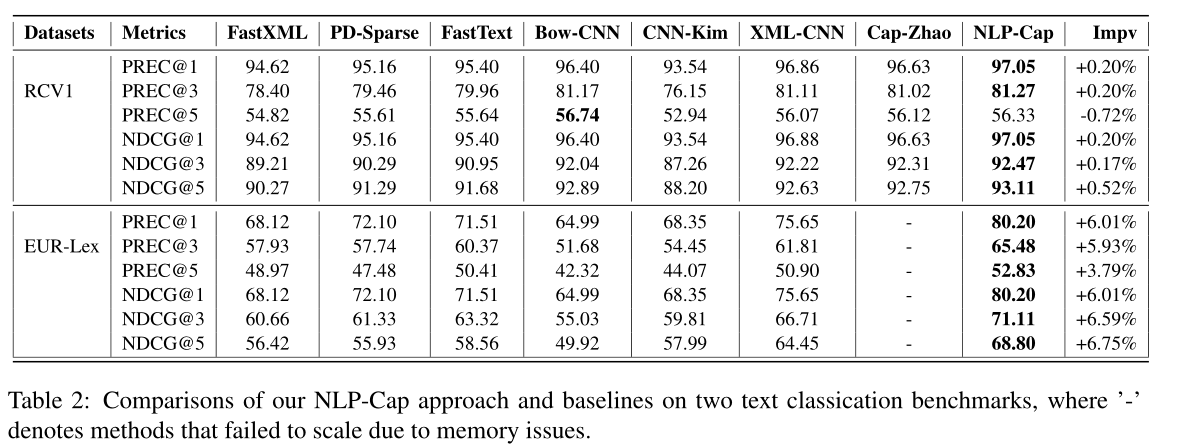 Datasets Metrics FastXML PD-Sparse FastText Bow-CNN CNN-Kim XML-CNN Cap-Zhao NLP-Cap Impv
PREC@1 94.62 95.16 95.40 96.40 93.54 96.86 96.63 97.05 +0.20%
RCV1 PREC@3 78.40 79.46 79.96 81.17 76.15 81.11 81.02 81.27 +0.20%
PREC@5 54.82 55.61 55.64 56.74 52.94 56.07 56.12 56.33 -0.72%
NDCG@1 94.62 95.16 95.40 96.40 93.54 96.88 96.63 97.05 +0.20%
NDCG@3 89.21 90.29 90.95 92.04 87.26 92.22 92.31 92.47 +0.17%
NDCG@5 90.27 91.29 91.68 92.89 88.20 92.63 92.75 93.11 +0.52%
PREC@1 68.12 72.10 71.51 64.99 68.35 75.65 - 80.20 +6.01%
EUR-Lex PREC@3 57.93 57.74 60.37 51.68 54.45 61.81 - 65.48 +5.93%
PREC@5 48.97 47.48 50.41 42.32 44.07 50.90 - 52.83 +3.79%
NDCG@1 68.12 72.10 71.51 64.99 68.35 75.65 - 80.20 +6.01%
NDCG@3 60.66 61.33 63.32 55.03 59.81 66.71 - 71.11 +6.59%
NDCG@5 56.42 55.93 58.56 49.92 57.99 64.45 - 68.80 +6.75%
Table 2: Comparisons of our NLP-Cap approach and baselines on two text classication benchmarks, where '-'
denotes methods that failed to scale due to memory issues.